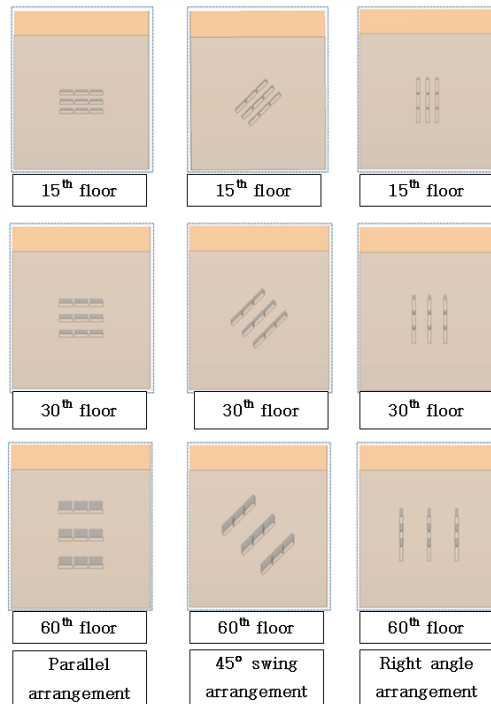 15th floor
15th floor
15th floor
30th floor
30th floor
30th floor
60th floor
60th floor
60th floor
Parallel
arrangement
45° swing
arrangement
Right angle
arrangement